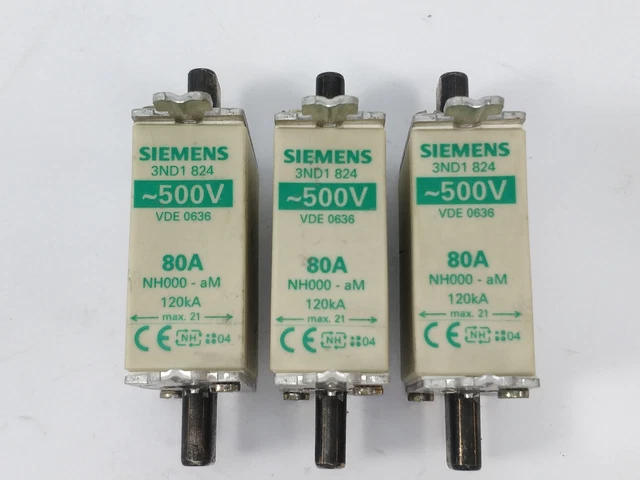 SIEMENS
3ND1 824
~500V
VDE 0636
80A
NH000 - aM
120kA
max. 21
CE NH 04
SIEMENS
3ND1 824
~500V
VDE 0636
80A
NH000 - aM
120kA
max. 21
CE NH 04
SIEMENS
3ND1 824
~500V
VDE 0636
80A
NH000 - aM
120kA
max. 21
CE NH 04